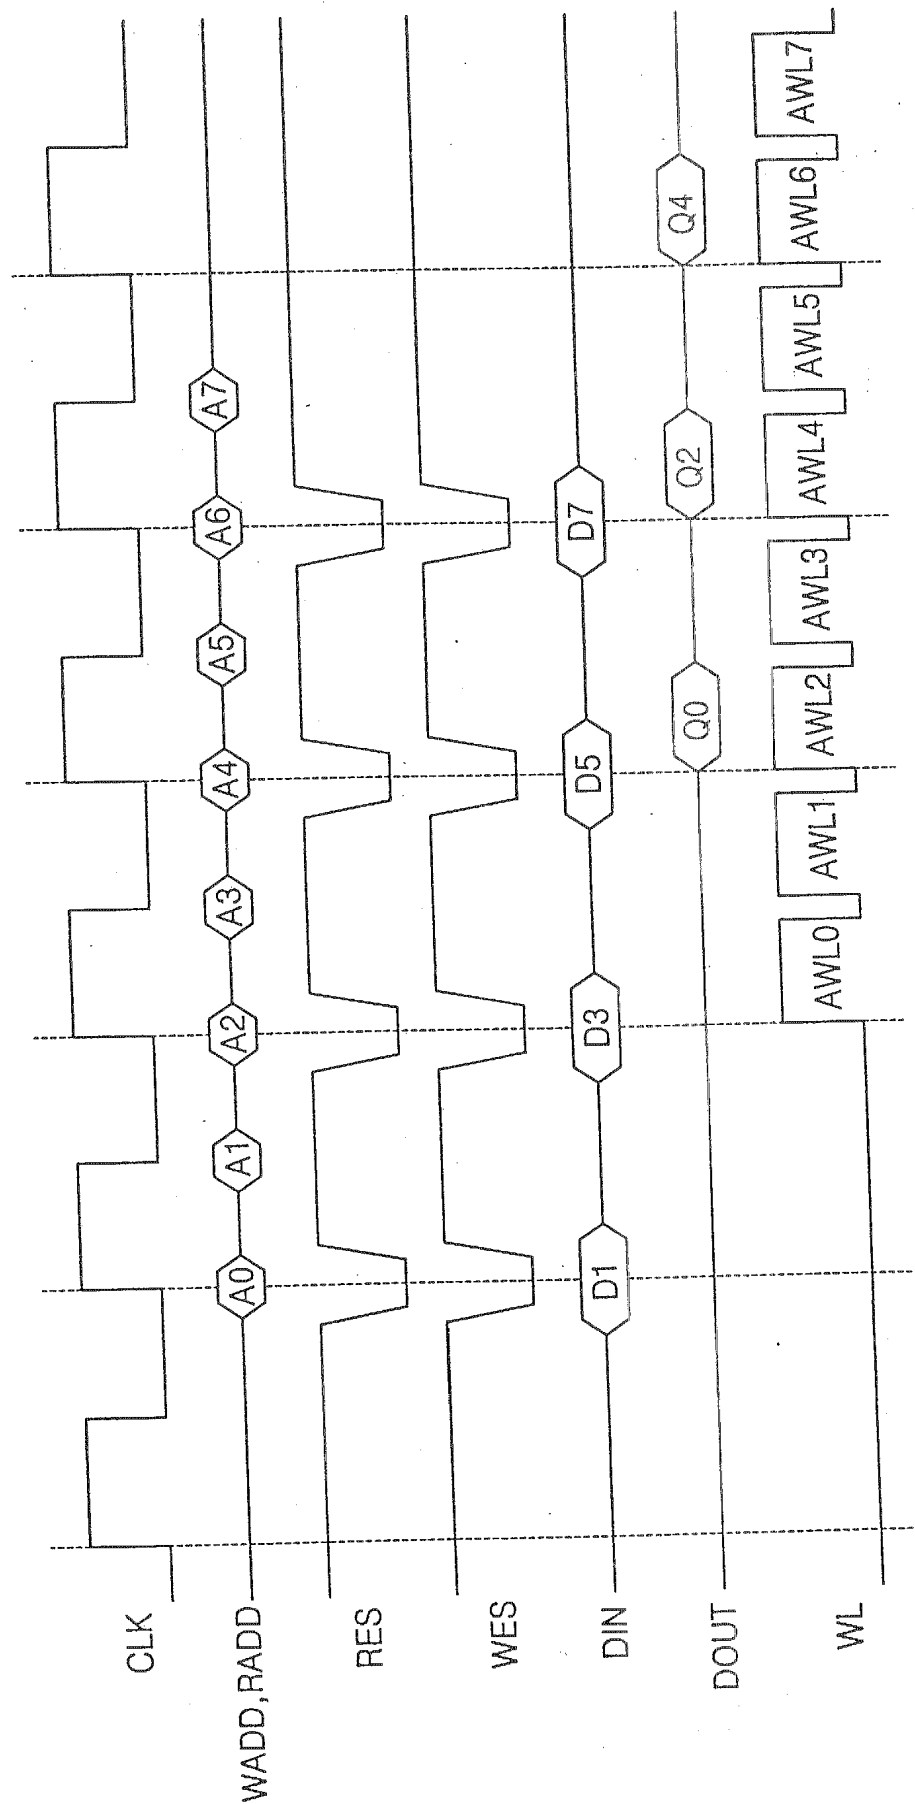 CLK
WADD,RADD
A0 A1 A2 A3 A4 A5 A6 A7
RES
WES
DIN
D1 D3 D5 D7
DOUT
Q0 Q2 Q4
WL
AWL0 AWL1 AWL2 AWL3 AWL4 AWL5 AWL6 AWL7